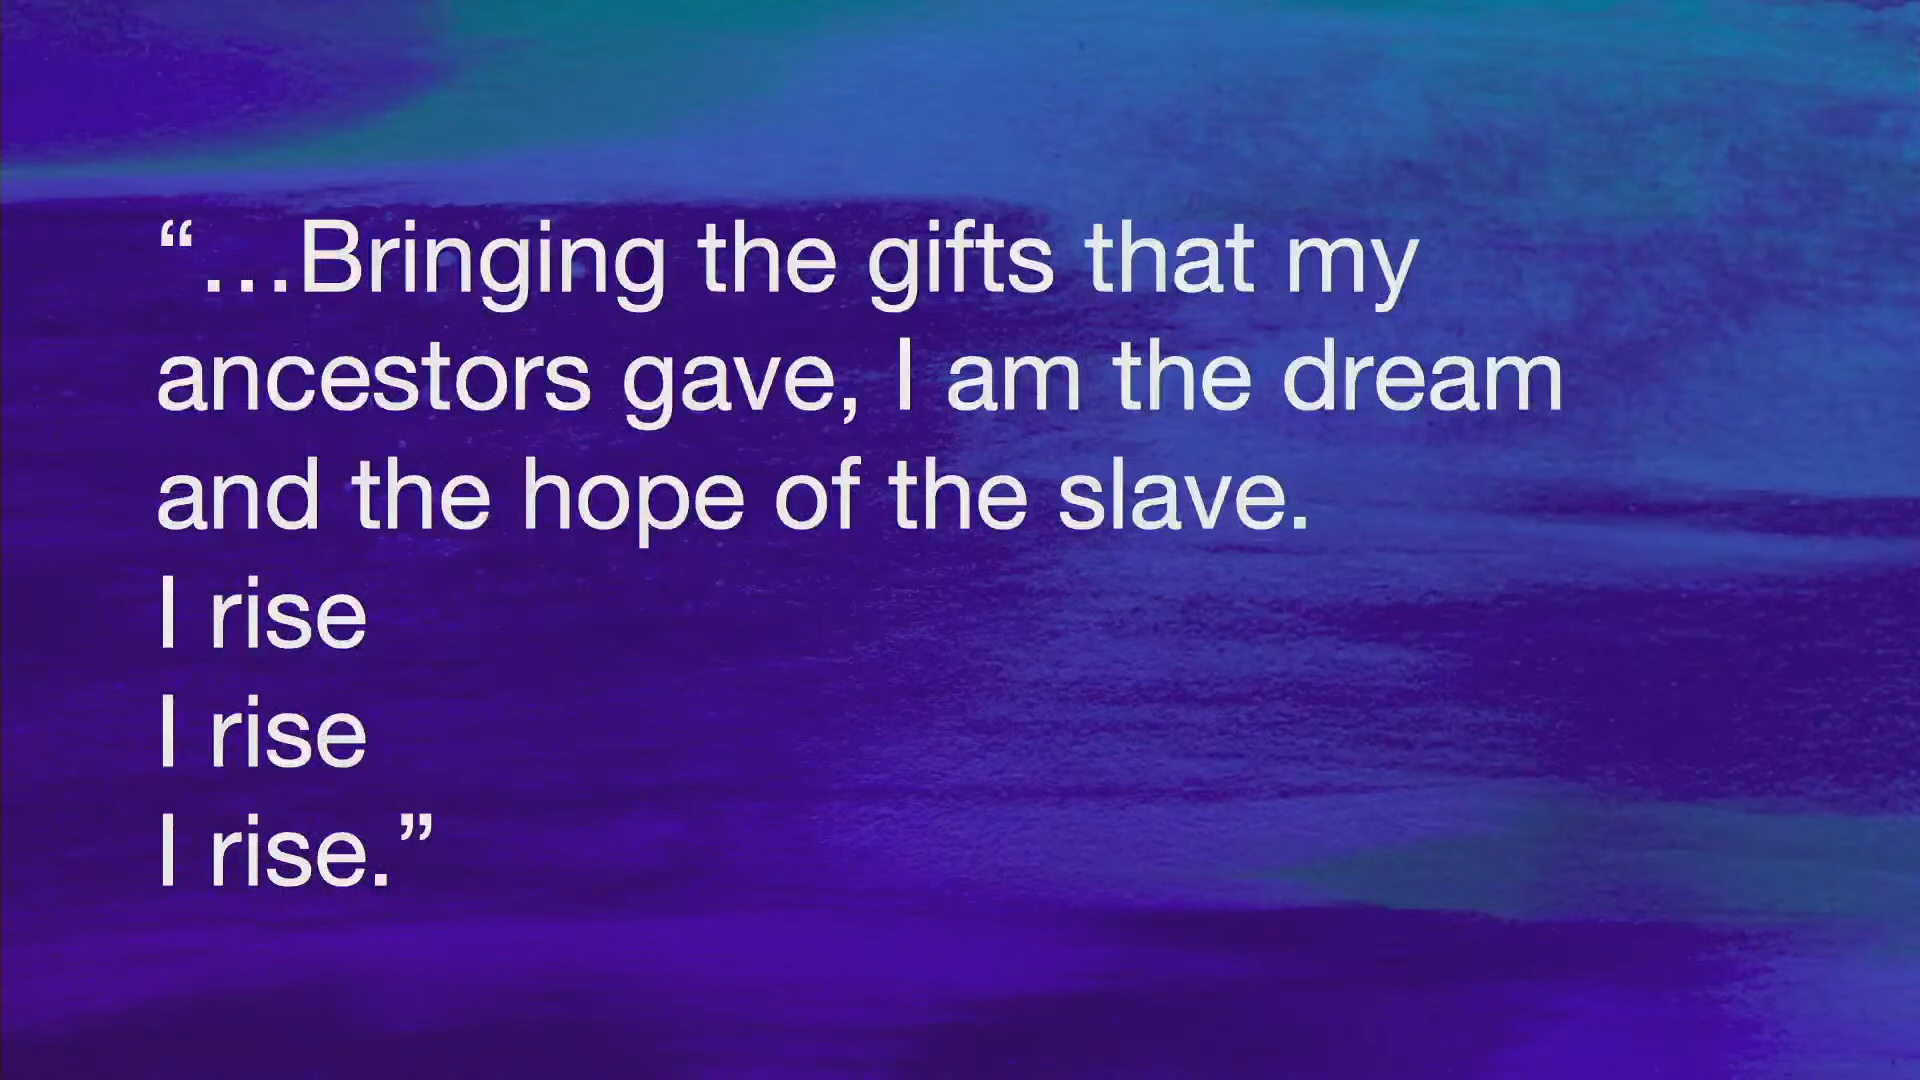 “…Bringing the gifts that my
ancestors gave, I am the dream
and the hope of the slave.
I rise
I rise
I rise.”